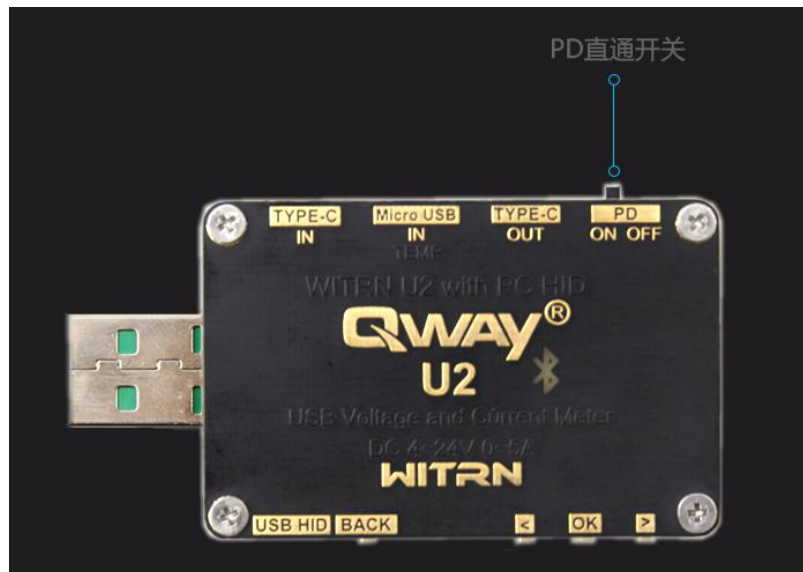 PD直通开关
TYPE-C Micro USB TYPE-C PD
IN IN OUT ON OFF
TEMP
WITRN U2 with PC HID
QWAY®
U2
USB Voltage and Current Meter
DC 4~24V 0~5A
WITRN
USB HID BACK < OK >